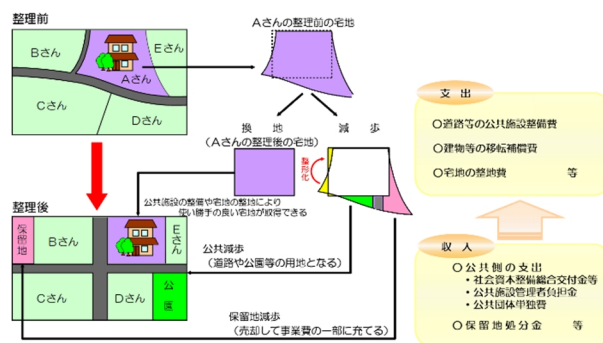 整理前
Bさん
Eさん
Aさん
Cさん
Dさん
Aさんの整理前の宅地
換地
(Aさんの整理後の宅地)
減歩
整形化
公共施設の整備や宅地の整地により
使い勝手の良い宅地が取得できる
整理後
保留地
Bさん
Aさん
Eさん
Cさん
Dさん
公園
公共減歩
(道路や公園等の用地となる)
保留地減歩
(売却して事業費の一部に充てる)
支出
○道路等の公共施設整備費
○建物等の移転補償費
○宅地の整地費 等
収入
○公共側の支出
・社会資本整備総合交付金等
・公共施設管理者負担金
・公共団体単独費
○保留地処分金 等